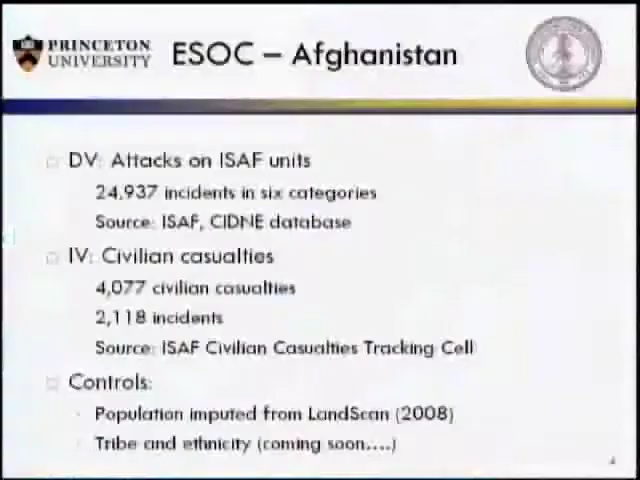 PRINCETON
UNIVERSITY
ESOC – Afghanistan
DV: Attacks on ISAF units
24,937 incidents in six categories
Source: ISAF, CIDNE database
IV: Civilian casualties
4,077 civilian casualties
2,118 incidents
Source: ISAF Civilian Casualties Tracking Cell
Controls:
Population imputed from LandScan (2008)
Tribe and ethnicity (coming soon....)